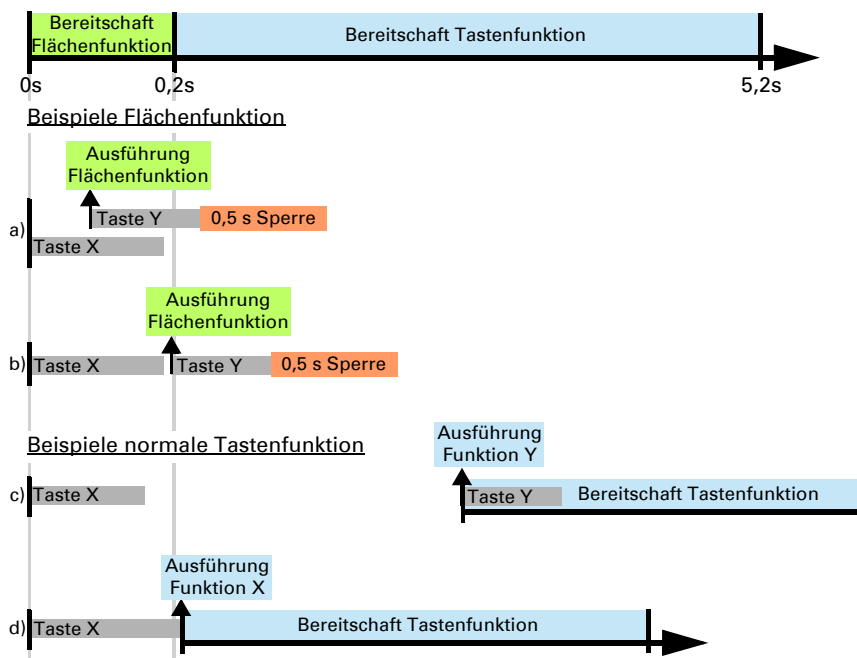 Bereitschaft
Flächenfunktion
Bereitschaft Tastenfunktion
0s
0,2s
5,2s
Beispiele Flächenfunktion
Ausführung
Flächenfunktion
a)
Taste Y
0,5 s Sperre
Taste X
Ausführung
Flächenfunktion
b)
Taste X
Taste Y
0,5 s Sperre
Beispiele normale Tastenfunktion
Ausführung
Funktion Y
c)
Taste X
Taste Y
Bereitschaft Tastenfunktion
Ausführung
Funktion X
d)
Taste X
Bereitschaft Tastenfunktion